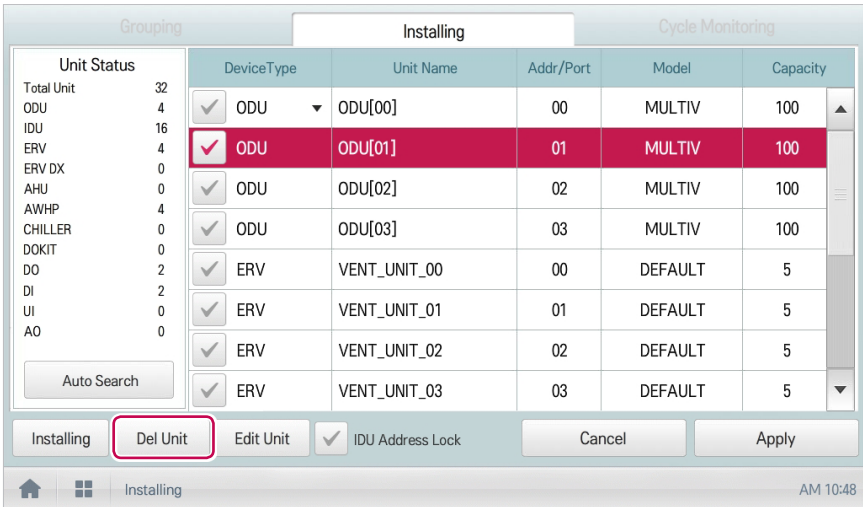 Grouping Installing Cycle Monitoring
Unit Status
Total Unit 32
ODU 4
IDU 16
ERV 4
ERV DX 0
AHU 0
AWHP 4
CHILLER 0
DOKIT 0
DO 2
DI 2
UI 0
AO 0
Auto Search
DeviceType Unit Name Addr/Port Model Capacity
ODU ODU[00] 00 MULTIV 100
ODU ODU[01] 01 MULTIV 100
ODU ODU[02] 02 MULTIV 100
ODU ODU[03] 03 MULTIV 100
ERV VENT_UNIT_00 00 DEFAULT 5
ERV VENT_UNIT_01 01 DEFAULT 5
ERV VENT_UNIT_02 02 DEFAULT 5
ERV VENT_UNIT_03 03 DEFAULT 5
Installing Del Unit Edit Unit IDU Address Lock Cancel Apply
Installing AM 10:48